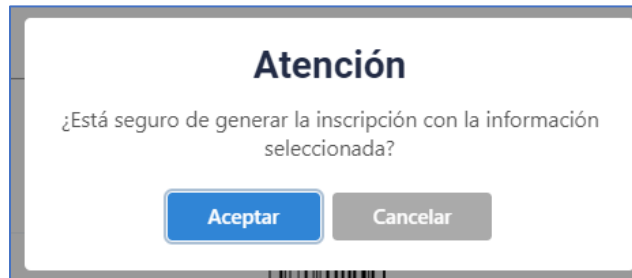 Atención
¿Está seguro de generar la inscripción con la información
seleccionada?
Aceptar
Cancelar